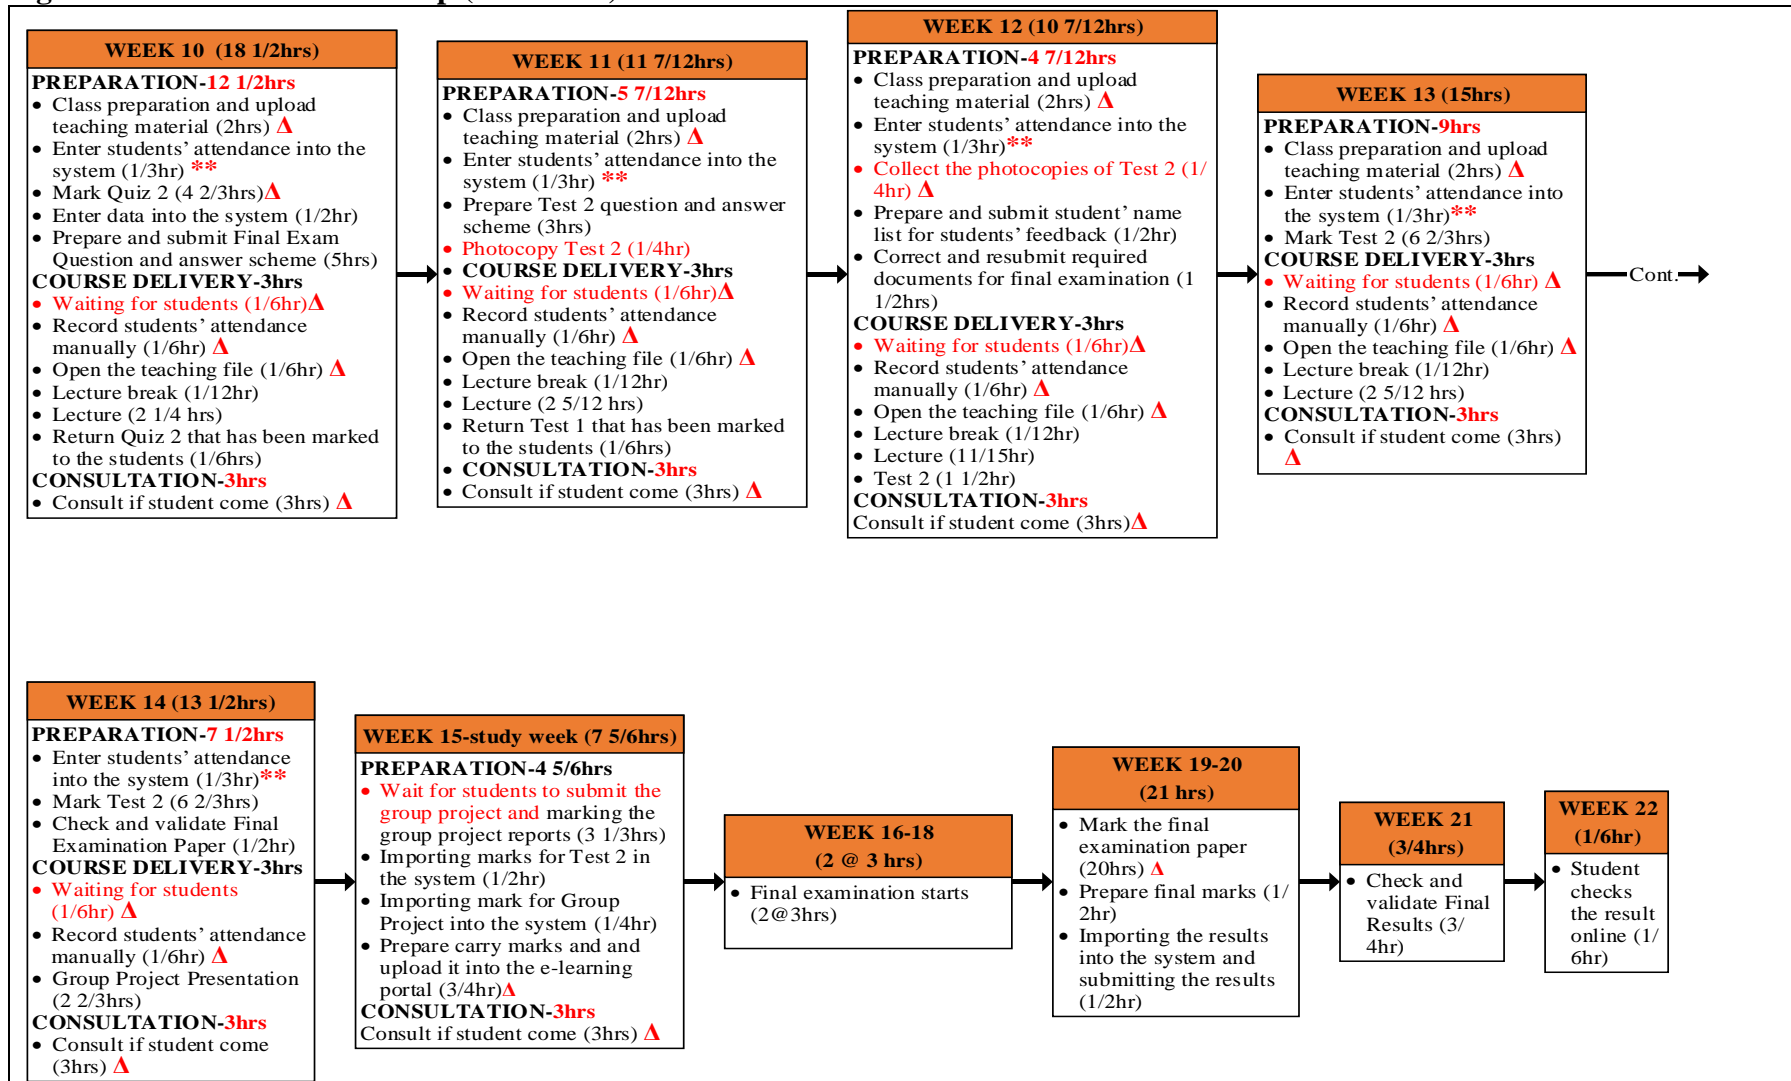 WEEK 10 (18 1/2hrs)
PREPARATION-12 1/2hrs
• Class preparation and upload
teaching material (2hrs) Δ
• Enter students’ attendance into the
system (1/3hr) **
• Mark Quiz 2 (4 2/3hrs)Δ
• Enter data into the system (1/2hr)
• Prepare and submit Final Exam
Question and answer scheme (5hrs)
COURSE DELIVERY-3hrs
• Waiting for students (1/6hr)Δ
• Record students’ attendance
manually (1/6hr) Δ
• Open the teaching file (1/6hr) Δ
• Lecture break (1/12hr)
• Lecture (2 1/4 hrs)
• Return Quiz 2 that has been marked
to the students (1/6hrs)
CONSULTATION-3hrs
• Consult if student come (3hrs) Δ
WEEK 11 (11 7/12hrs)
PREPARATION-5 7/12hrs
• Class preparation and upload
teaching material (2hrs) Δ
• Enter students’ attendance into the
system (1/3hr) **
• Prepare Test 2 question and answer
scheme (3hrs)
• Photocopy Test 2 (1/4hr)
• COURSE DELIVERY-3hrs
• Waiting for students (1/6hr)Δ
• Record students’ attendance
manually (1/6hr) Δ
• Open the teaching file (1/6hr) Δ
• Lecture break (1/12hr)
• Lecture (2 5/12 hrs)
• Return Test 1 that has been marked
to the students (1/6hrs)
• CONSULTATION-3hrs
• Consult if student come (3hrs) Δ
WEEK 12 (10 7/12hrs)
PREPARATION-4 7/12hrs
• Class preparation and upload
teaching material (2hrs) Δ
• Enter students’ attendance into the
system (1/3hr)**
• Collect the photocopies of Test 2 (1/
4hr) Δ
• Prepare and submit student’ name
list for students’ feedback (1/2hr)
• Correct and resubmit required
documents for final examination (1
1/2hrs)
COURSE DELIVERY-3hrs
• Waiting for students (1/6hr)Δ
• Record students’ attendance
manually (1/6hr) Δ
• Open the teaching file (1/6hr) Δ
• Lecture break (1/12hr)
• Lecture (11/15hr)
• Test 2 (1 1/2hr)
CONSULTATION-3hrs
Consult if student come (3hrs)Δ
WEEK 13 (15hrs)
PREPARATION-9hrs
• Class preparation and upload
teaching material (2hrs) Δ
• Enter students’ attendance into
the system (1/3hr)**
• Mark Test 2 (6 2/3hrs)
COURSE DELIVERY-3hrs
• Waiting for students (1/6hr) Δ
• Record students’ attendance
manually (1/6hr) Δ
• Open the teaching file (1/6hr) Δ
• Lecture break (1/12hr)
• Lecture (2 5/12 hrs)
CONSULTATION-3hrs
• Consult if student come (3hrs)
Δ
Cont.
WEEK 14 (13 1/2hrs)
PREPARATION-7 1/2hrs
• Enter students’ attendance
into the system (1/3hr)**
• Mark Test 2 (6 2/3hrs)
• Check and validate Final
Examination Paper (1/2hr)
COURSE DELIVERY-3hrs
• Waiting for students
(1/6hr) Δ
• Record students’ attendance
manually (1/6hr) Δ
• Group Project Presentation
(2 2/3hrs)
CONSULTATION-3hrs
• Consult if student come
(3hrs) Δ
WEEK 15-study week (7 5/6hrs)
PREPARATION-4 5/6hrs
• Wait for students to submit the
group project and marking the
group project reports (3 1/3hrs)
• Importing marks for Test 2 in
the system (1/2hr)
• Importing mark for Group
Project into the system (1/4hr)
• Prepare carry marks and and
upload it into the e-learning
portal (3/4hr)Δ
CONSULTATION-3hrs
Consult if student come (3hrs) Δ
WEEK 16-18
(2 @ 3 hrs)
• Final examination starts
(2@3hrs)
WEEK 19-20
(21 hrs)
• Mark the final
examination paper
(20hrs) Δ
• Prepare final marks (1/
2hr)
• Importing the results
into the system and
submitting the results
(1/2hr)
WEEK 21
(3/4hrs)
• Check and
validate Final
Results (3/
4hr)
WEEK 22
(1/6hr)
• Student
checks
the result
online (1/
6hr)